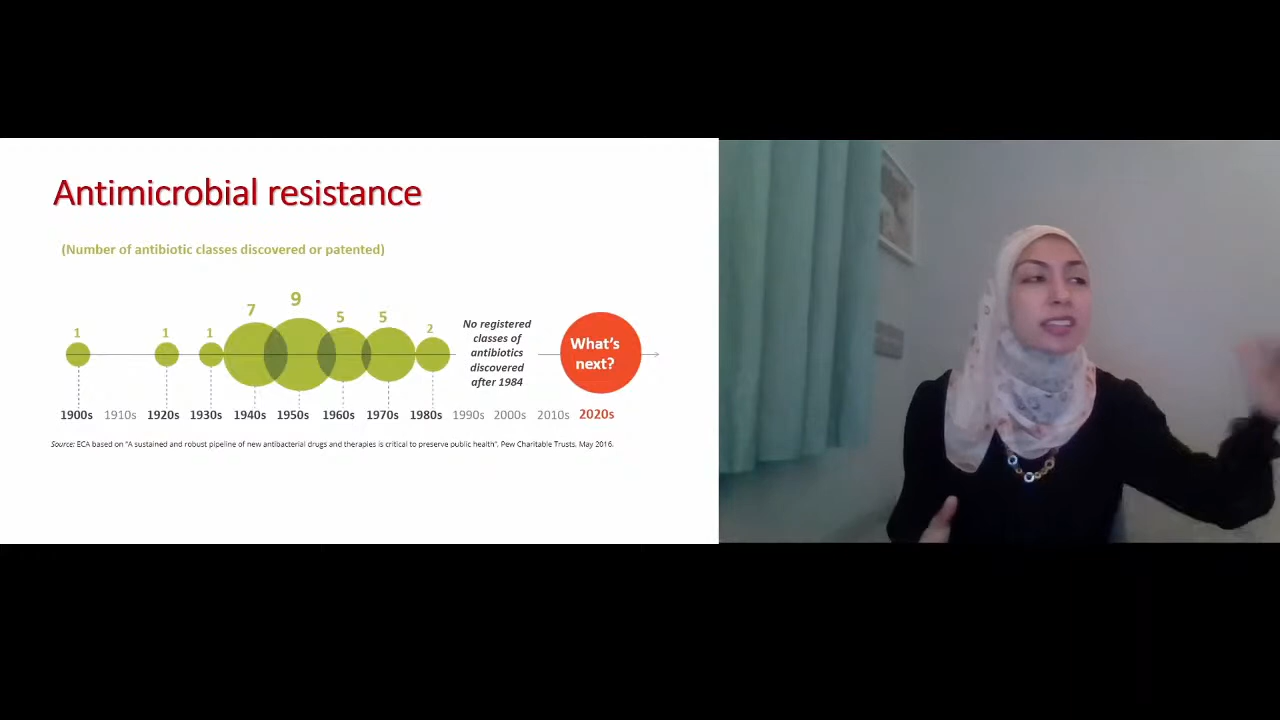 Antimicrobial resistance
(Number of antibiotic classes discovered or patented)
1
1
1
7
9
5
5
2
No registered
classes of
antibiotics
discovered
after 1984
What's
next?
1900s 1910s 1920s 1930s 1940s 1950s 1960s 1970s 1980s 1990s 2000s 2010s 2020s
Source: ECA based on "A sustained and robust pipeline of new antibacterial drugs and therapies is critical to preserve public health". Pew Charitable Trusts. May 2016.